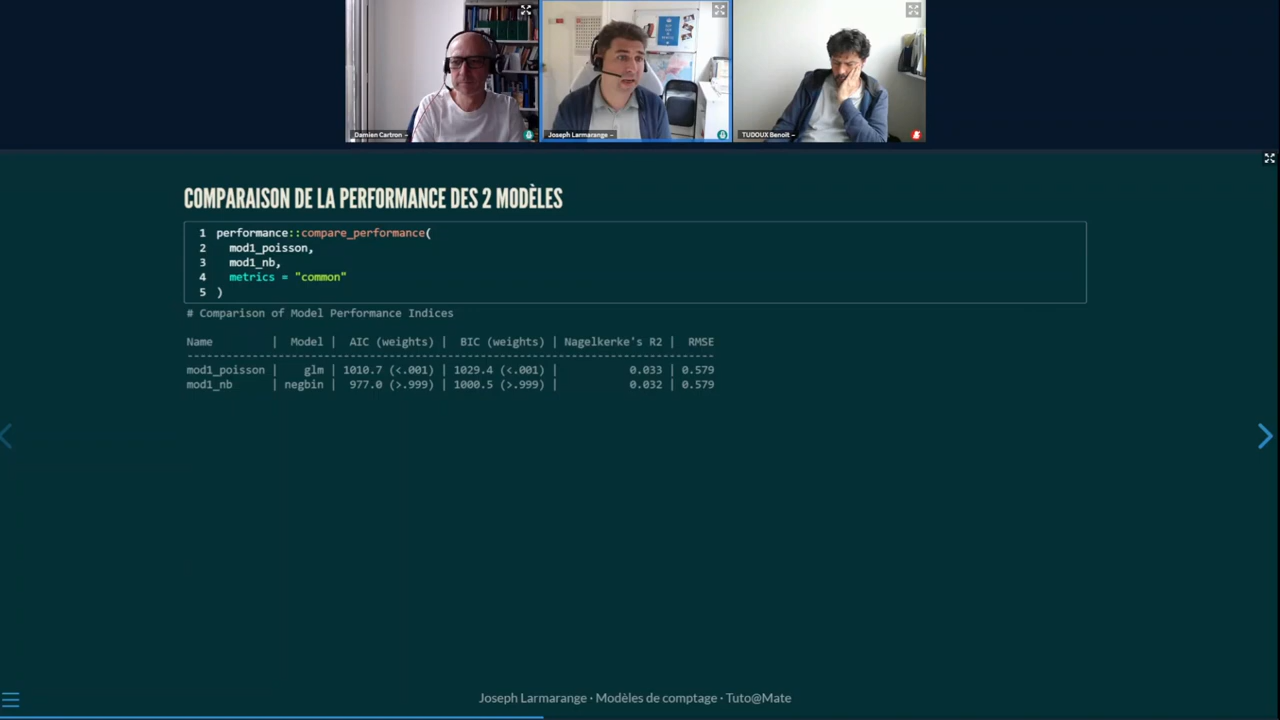 Damien Cartron
Joseph Larmarange
TUDOUX Benoit
COMPARAISON DE LA PERFORMANCE DES 2 MODÈLES
1 performance::compare_performance(
2   mod1_poisson,
3   mod1_nb,
4   metrics = "common"
5 )
# Comparison of Model Performance Indices
Name         |  Model |  AIC (weights) |  BIC (weights) | Nagelkerke's R2 |  RMSE
---------------------------------------------------------------------------------
mod1_poisson |    glm | 1010.7 (<.001) | 1029.4 (<.001) |           0.033 | 0.579
mod1_nb      | negbin |  977.0 (>.999) | 1000.5 (>.999) |           0.032 | 0.579
Joseph Larmarange · Modèles de comptage · Tuto@Mate